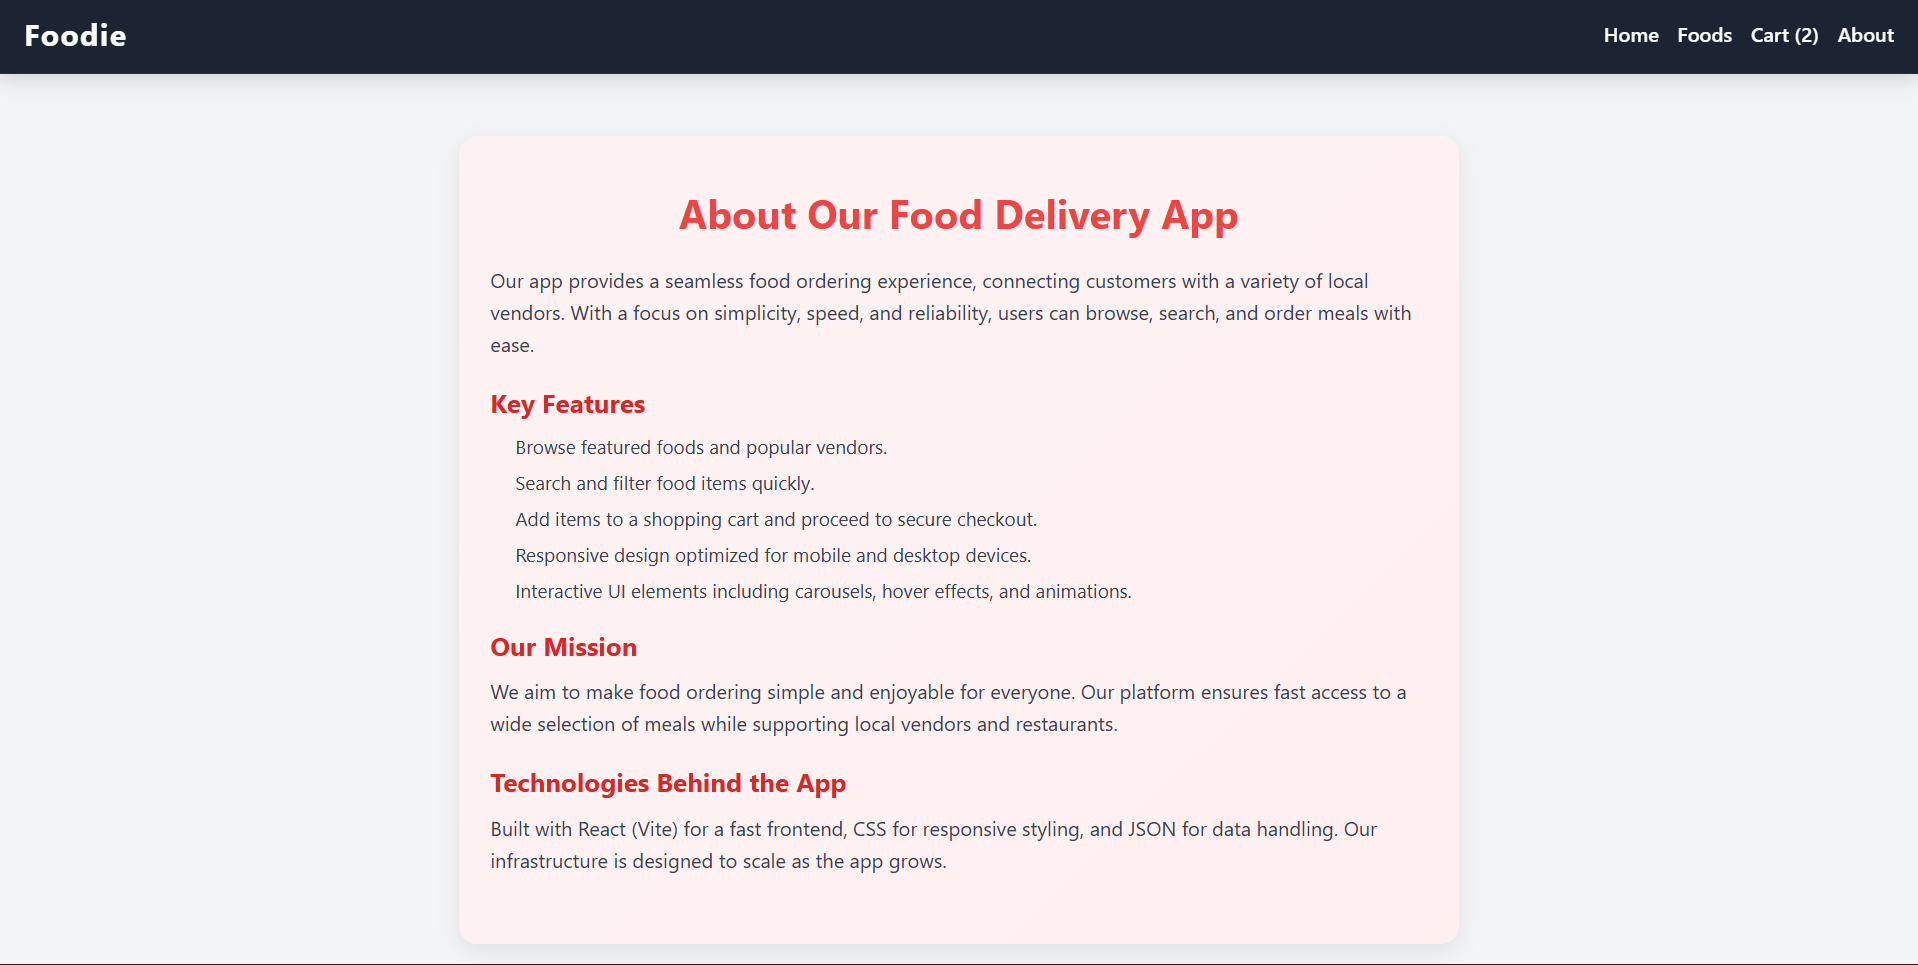 Foodie
Home Foods Cart (2) About
About Our Food Delivery App
Our app provides a seamless food ordering experience, connecting customers with a variety of local
vendors. With a focus on simplicity, speed, and reliability, users can browse, search, and order meals with
ease.
Key Features
Browse featured foods and popular vendors.
Search and filter food items quickly.
Add items to a shopping cart and proceed to secure checkout.
Responsive design optimized for mobile and desktop devices.
Interactive UI elements including carousels, hover effects, and animations.
Our Mission
We aim to make food ordering simple and enjoyable for everyone. Our platform ensures fast access to a
wide selection of meals while supporting local vendors and restaurants.
Technologies Behind the App
Built with React (Vite) for a fast frontend, CSS for responsive styling, and JSON for data handling. Our
infrastructure is designed to scale as the app grows.